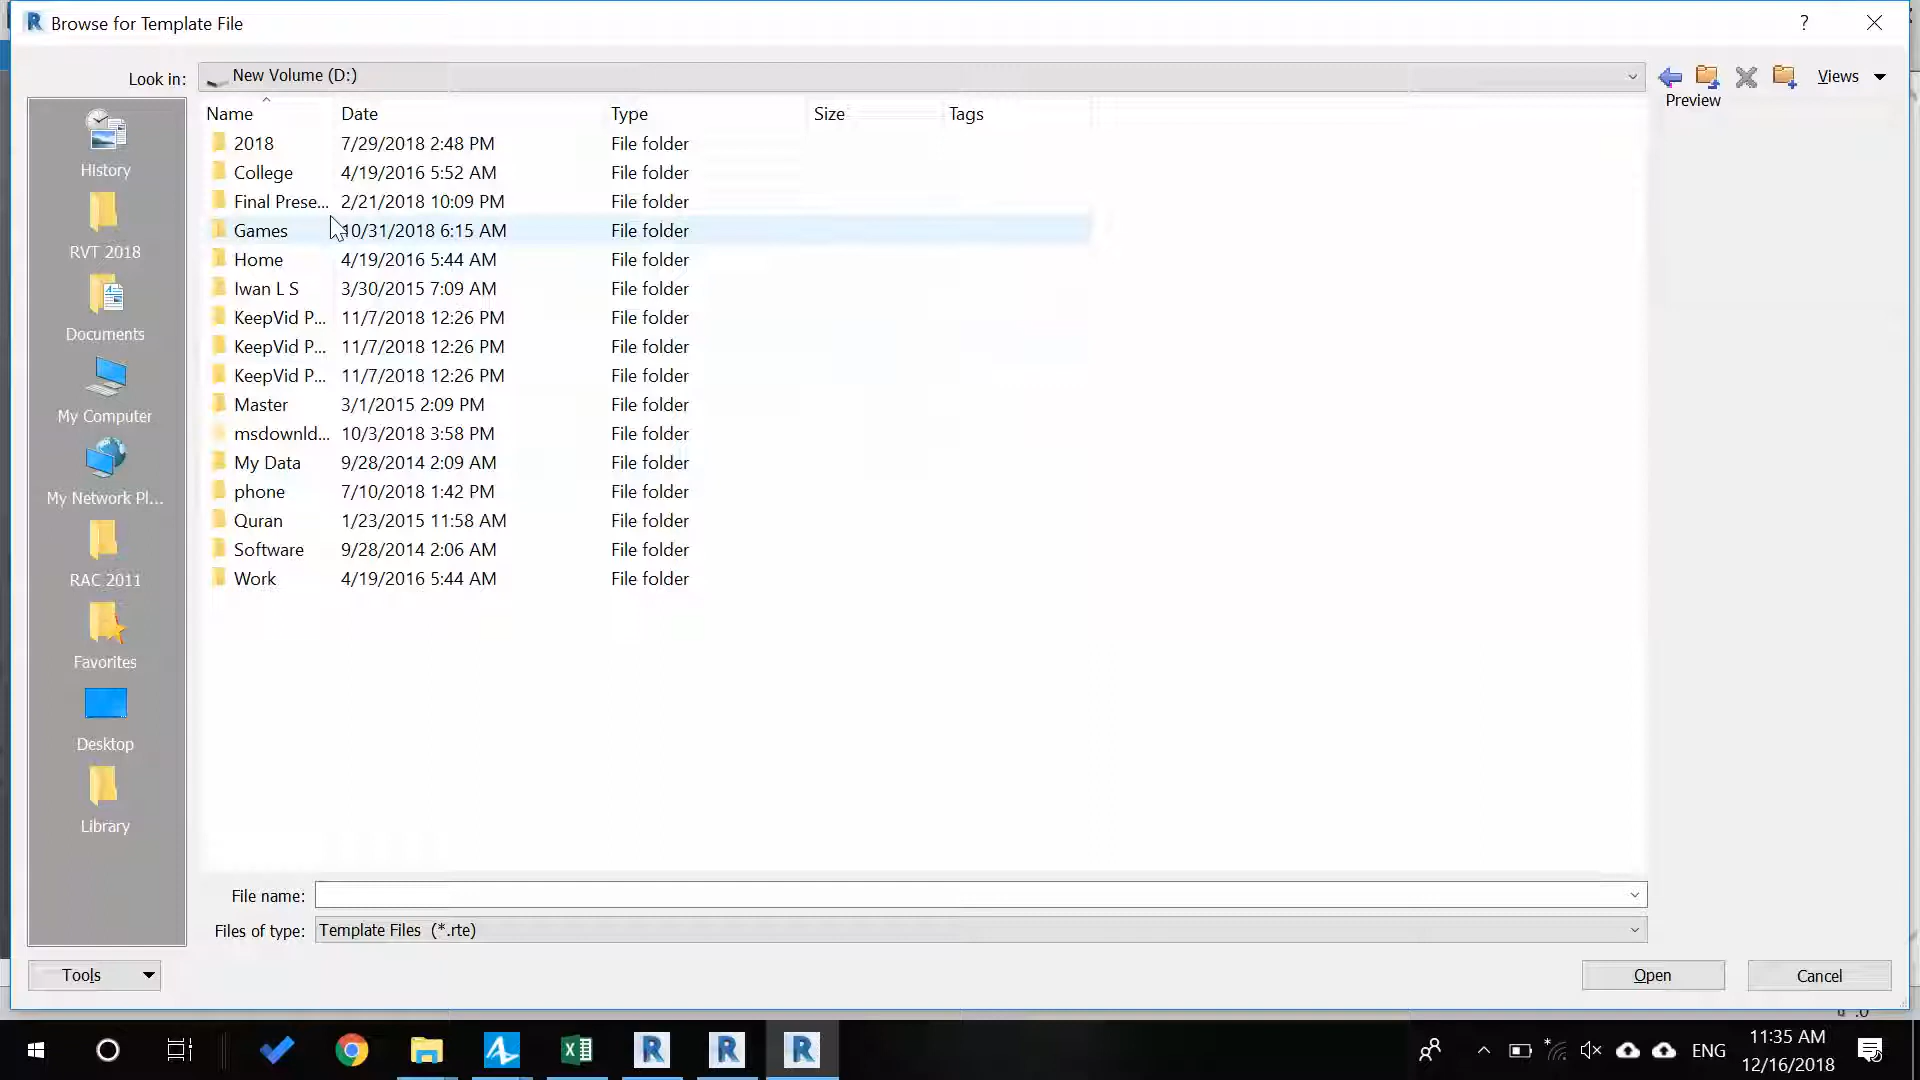 Browse for Template File
?
Look in:
New Volume (D:)
Views
Preview
Name Date Type Size Tags
2018 7/29/2018 2:48 PM File folder
College 4/19/2016 5:52 AM File folder
Final Prese... 2/21/2018 10:09 PM File folder
Games 10/31/2018 6:15 AM File folder
Home 4/19/2016 5:44 AM File folder
Iwan L S 3/30/2015 7:09 AM File folder
KeepVid P... 11/7/2018 12:26 PM File folder
KeepVid P... 11/7/2018 12:26 PM File folder
KeepVid P... 11/7/2018 12:26 PM File folder
Master 3/1/2015 2:09 PM File folder
msdownld... 10/3/2018 3:58 PM File folder
My Data 9/28/2014 2:09 AM File folder
phone 7/10/2018 1:42 PM File folder
Quran 1/23/2015 11:58 AM File folder
Software 9/28/2014 2:06 AM File folder
Work 4/19/2016 5:44 AM File folder
History
RVT 2018
Documents
My Computer
My Network Pl...
RAC 2011
Favorites
Desktop
Library
File name:
Files of type: Template Files (*.rte)
Tools
Open
Cancel
ENG
11:35 AM
12/16/2018